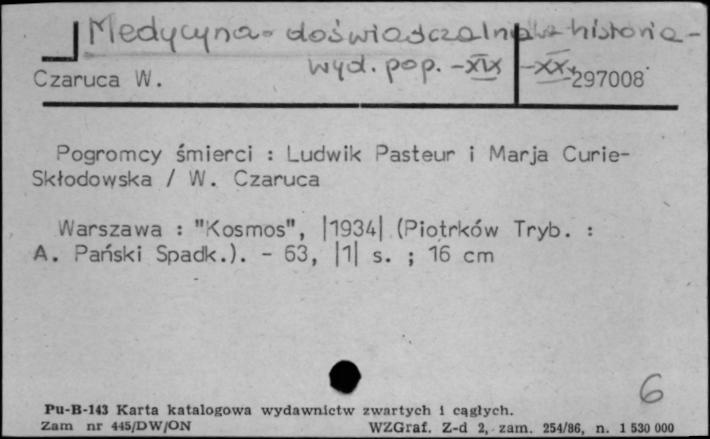 Medycyna doświadczalna - historia -
wyd. pop. - XIX - XX w.
Czaruca W. 297008
Pogromcy śmierci : Ludwik Pasteur i Marja Curie-
Skłodowska / W. Czaruca
Warszawa : "Kosmos", |1934| (Piotrków Tryb. :
A. Pański Spadk.). - 63, |1| s. ; 16 cm
6
Pu-B-143 Karta katalogowa wydawnictw zwartych i cągłych.
Zam nr 445/DW/ON WZGraf. Z-d 2, zam. 254/86, n. 1 530 000